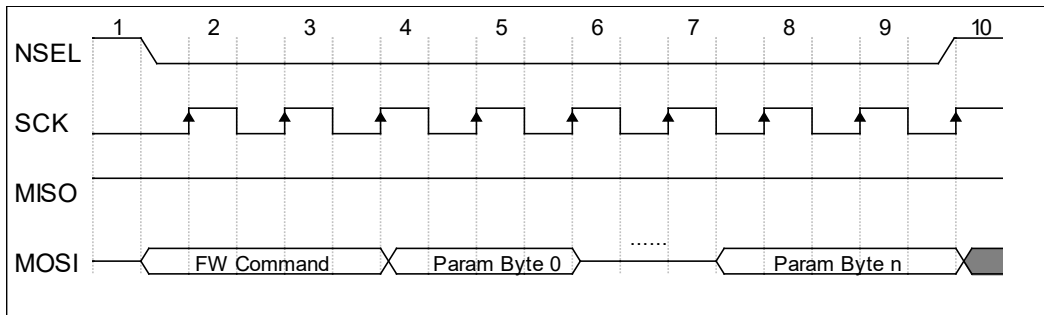 1 2 3 4 5 6 7 8 9 10
NSEL
SCK
MISO
MOSI FW Command Param Byte 0 ...... Param Byte n